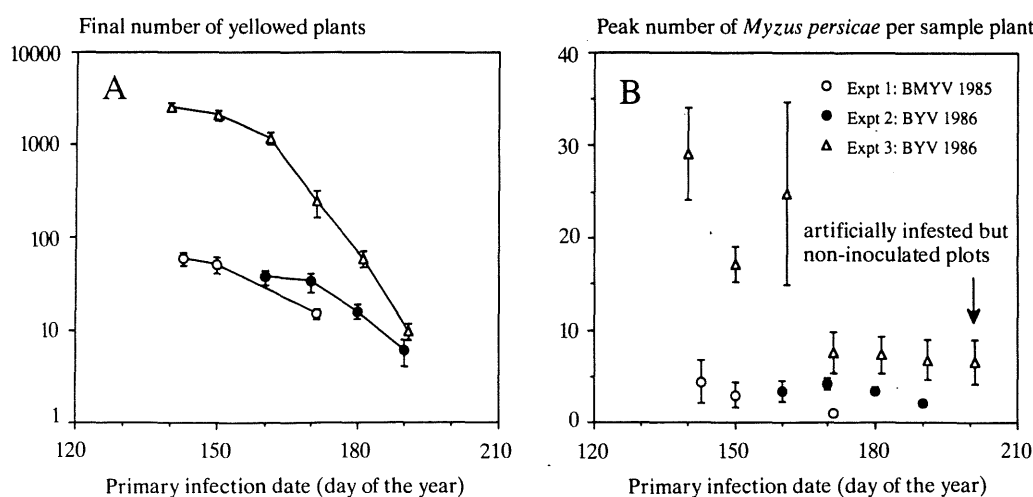 Final number of yellowed plants
10000
1000
100
10
1
A
120
150
180
210
Primary infection date (day of the year)
Peak number of Myzus persicae per sample plant
40
30
20
10
0
B
Expt 1: BMYV 1985
Expt 2: BYV 1986
Expt 3: BYV 1986
artificially infested but
non-inoculated plots
120
150
180
210
Primary infection date (day of the year)